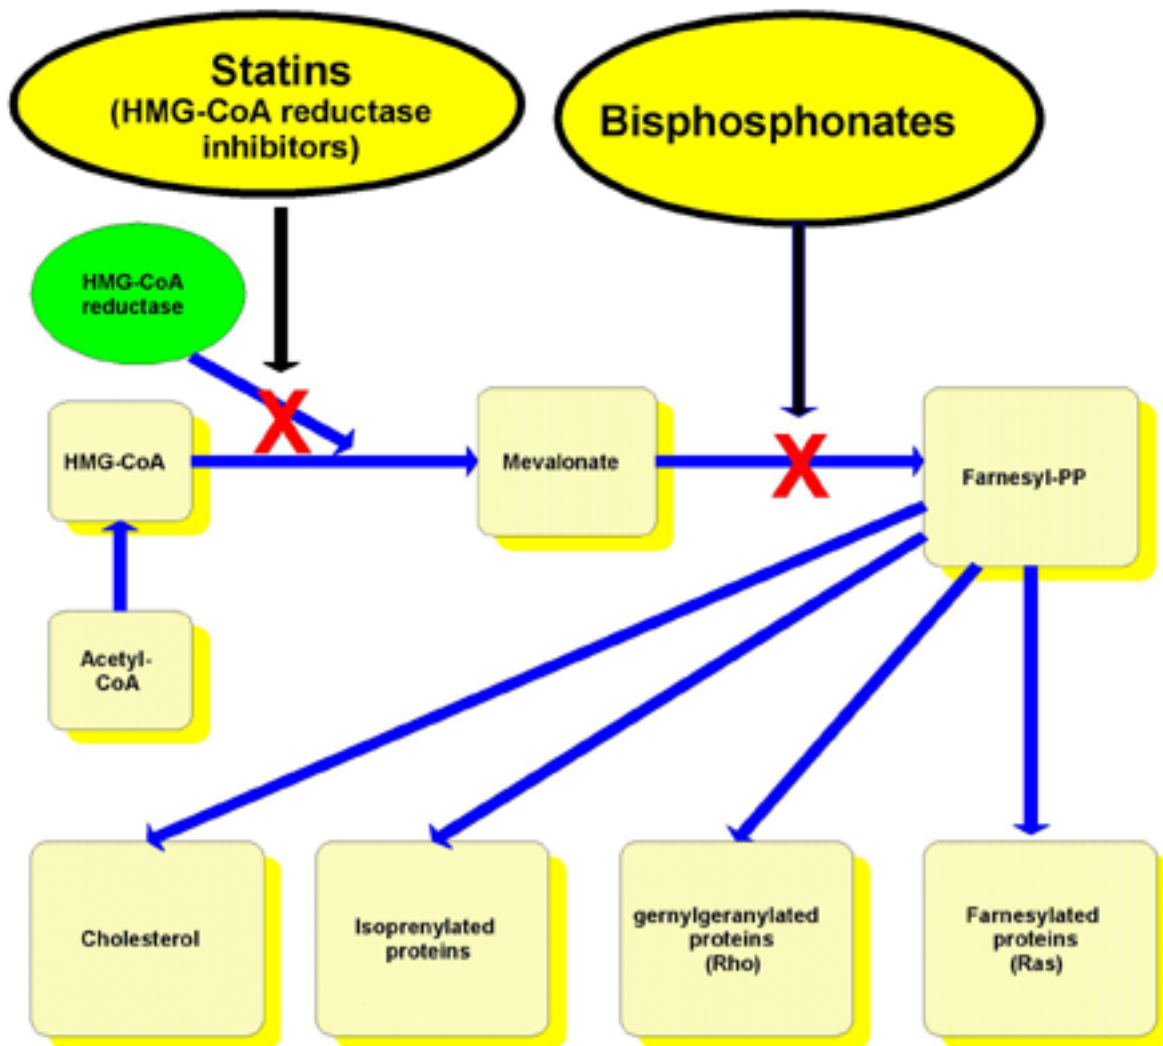 Statins
(HMG-CoA reductase
inhibitors)
Bisphosphonates
HMG-CoA
reductase
X
X
HMG-CoA
Mevalonate
Farnesyl-PP
Acetyl-
CoA
Cholesterol
Isoprenylated
proteins
gernylgeranylated
proteins
(Rho)
Farnesylated
proteins
(Ras)